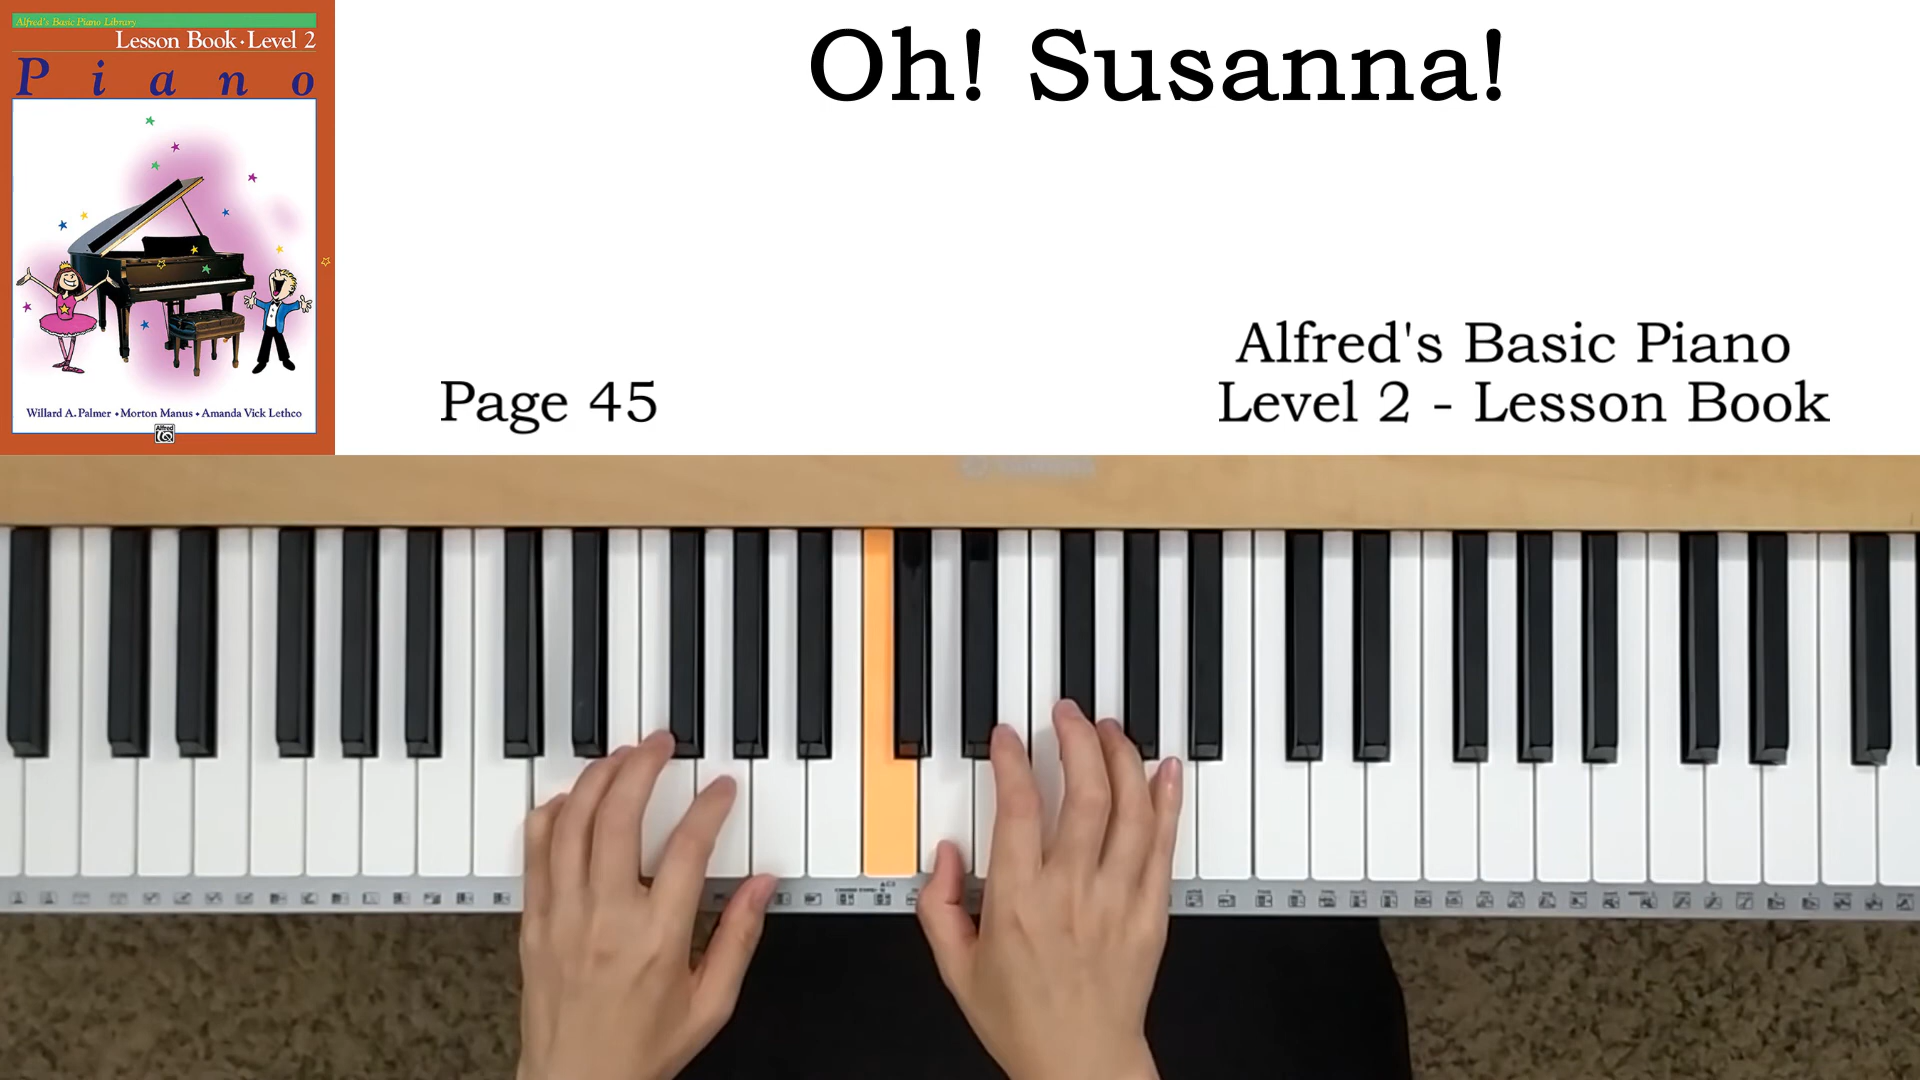 Alfred's Basic Piano Library
Lesson Book · Level 2
Piano
Willard A. Palmer • Morton Manus • Amanda Vick Lethco
Alfred
Oh! Susanna!
Page 45
Alfred's Basic Piano
Level 2 - Lesson Book